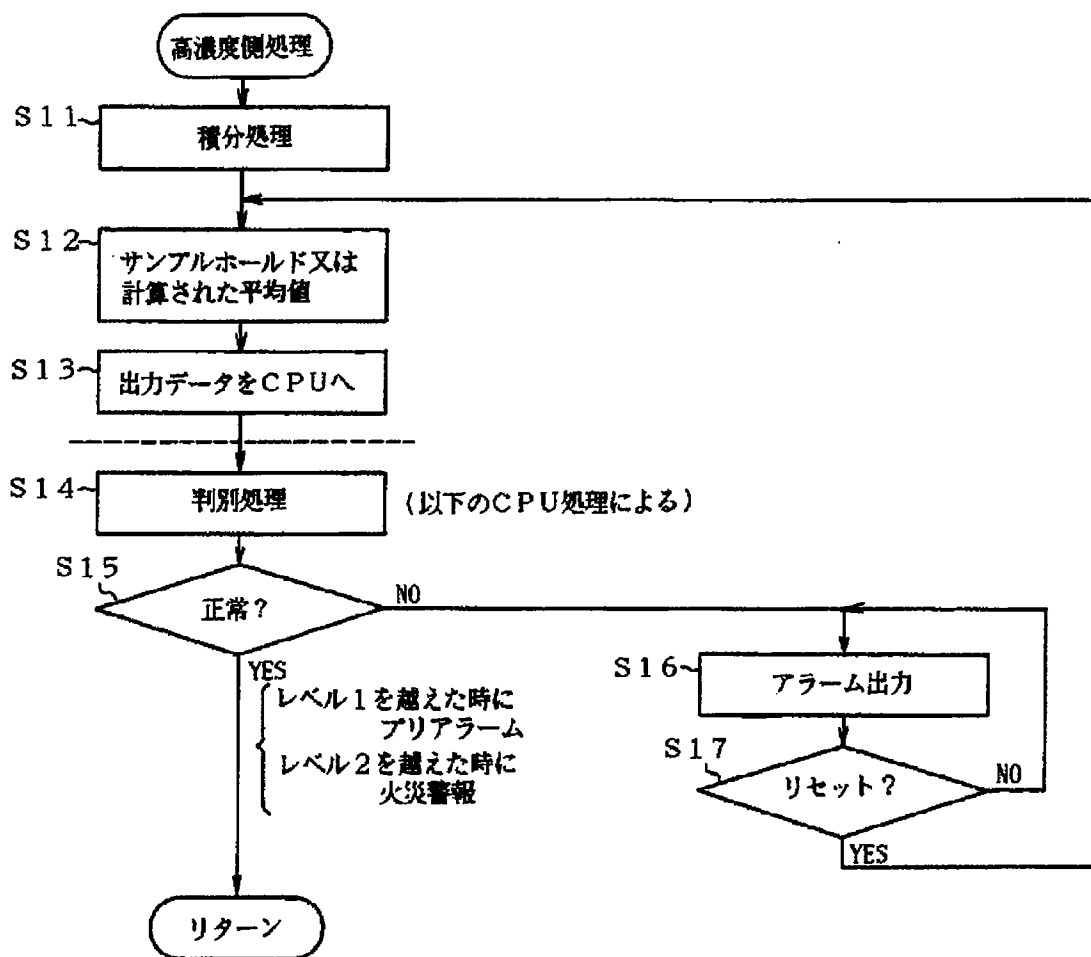 高濃度側処理
S11
積分処理
S12
サンプルホールド又は
計算された平均値
S13
出力データをCPUへ
S14
判別処理
(以下のCPU処理による)
S15
正常?
NO
YES
レベル1を越えた時に
プリアラーム
レベル2を越えた時に
火災警報
S16
アラーム出力
S17
リセット?
NO
YES
リターン